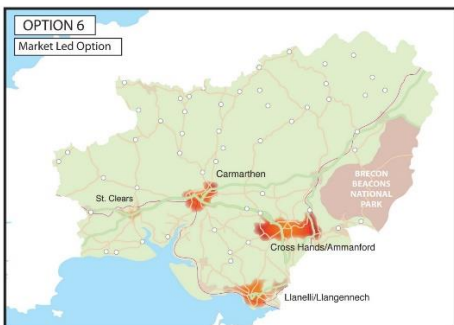 OPTION 6
Market Led Option
Carmarthen
St. Clears
BRECON
BEACONS
NATIONAL
PARK
Cross Hands/Ammanford
Llanelli/Llangennech